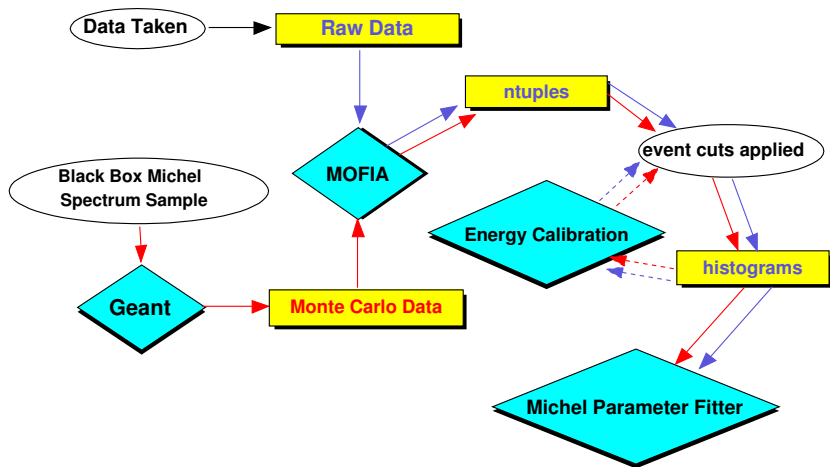 Data Taken
Raw Data
ntuples
event cuts applied
MOFIA
Black Box Michel
Spectrum Sample
Energy Calibration
histograms
Geant
Monte Carlo Data
Michel Parameter Fitter